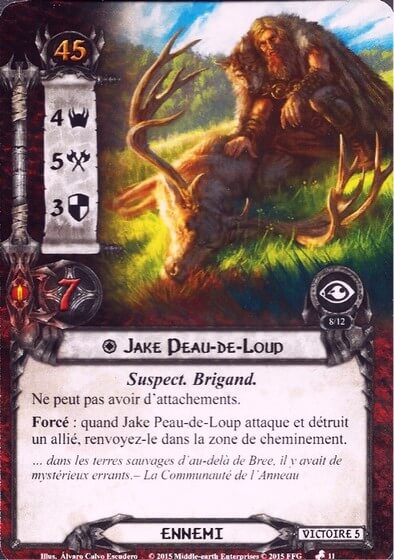 45
4
5
3
7
8/12
Jake Peau-de-Loup
Suspect. Brigand.
Ne peut pas avoir d'attachements.
Forcé : quand Jake Peau-de-Loup attaque et détruit
un allié, renvoyez-le dans la zone de cheminement.
... dans les terres sauvages d'au-delà de Bree, il y avait de
mystérieux errants.– La Communauté de l'Anneau
ENNEMI
VICTOIRE 5
Illus. Álvaro Calvo Escudero © 2015 Middle-earth Enterprises © 2015 FFG 11